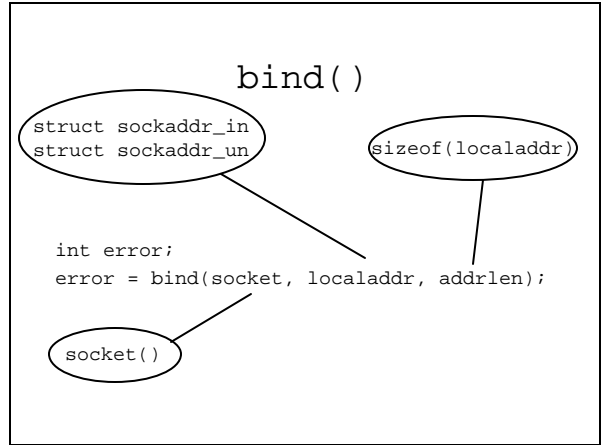 bind()
struct sockaddr_in
struct sockaddr_un
sizeof(localaddr)
int error;
error = bind(socket, localaddr, addrlen);
socket()